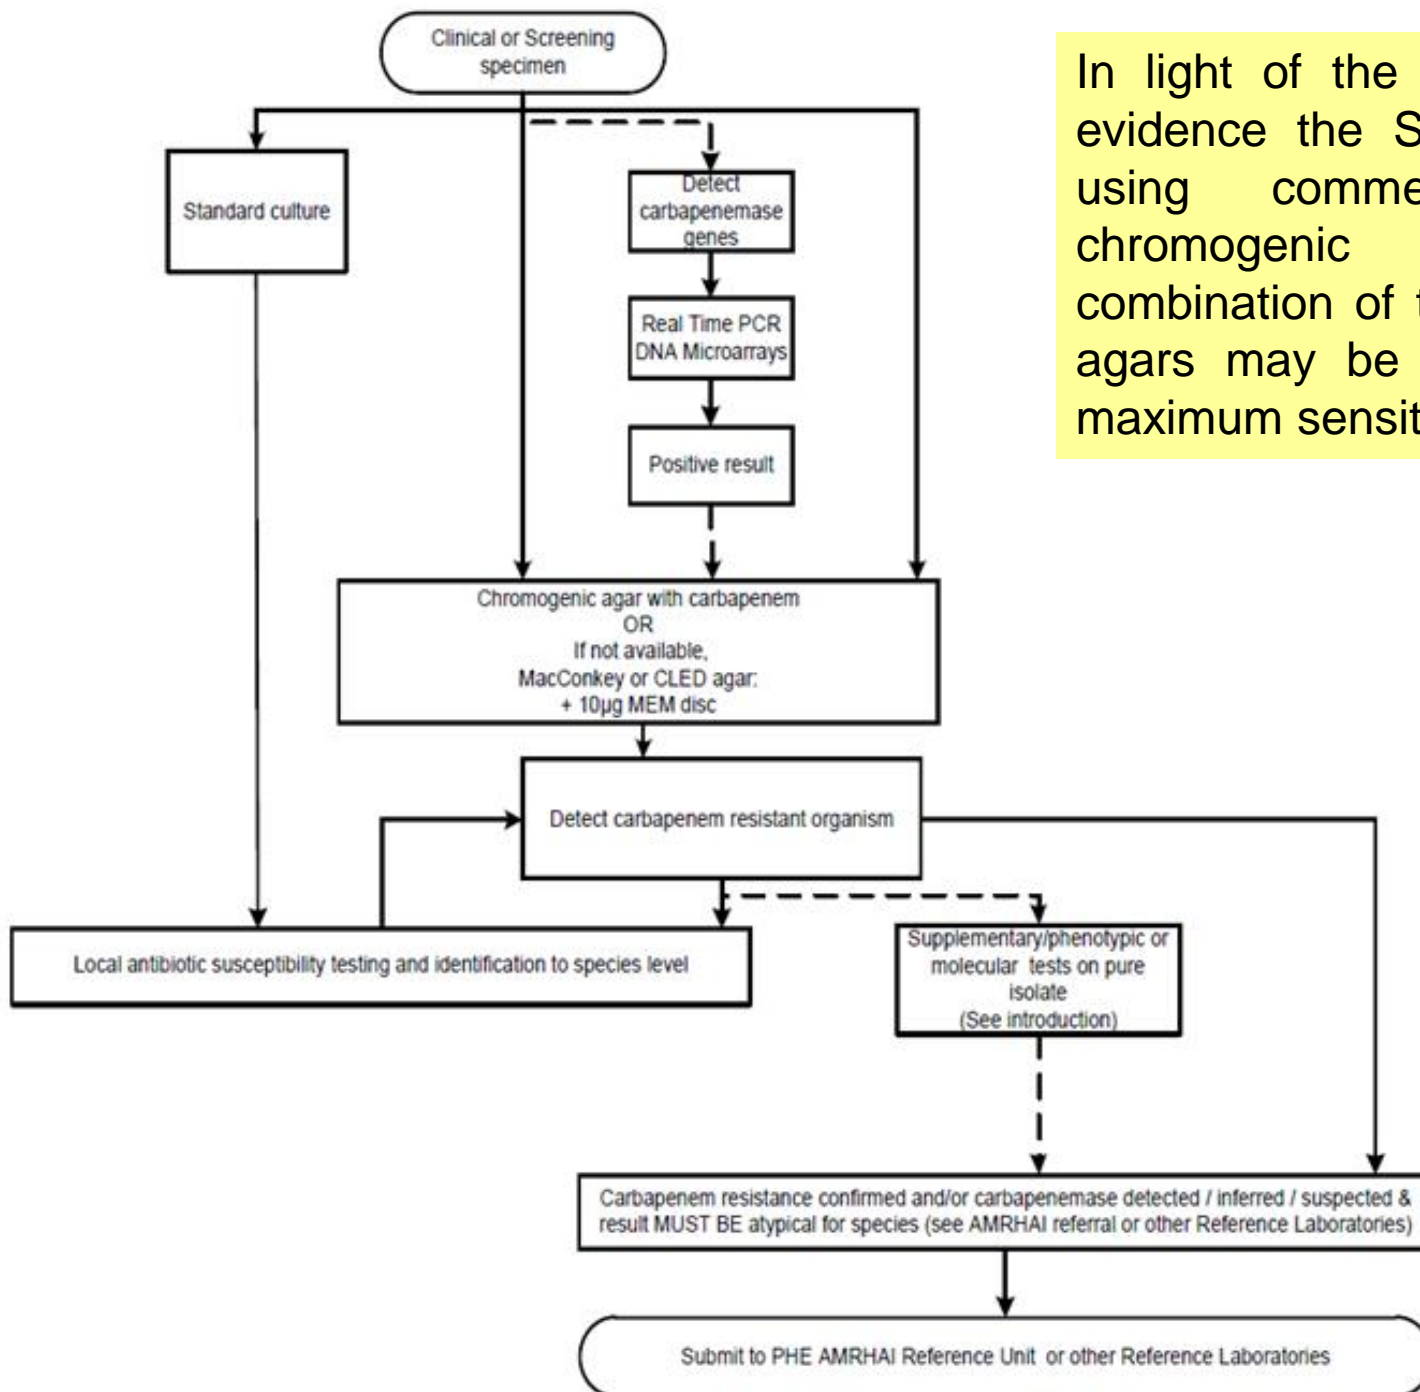 Clinical or Screening
specimen
In light of the
evidence the S
using comme
chromogenic
combination of t
agars may be
maximum sensit
Standard culture
Detect
carbapenemase
genes
Real Time PCR
DNA Microarrays
Positive result
Chromogenic agar with carbapenem
OR
If not available,
MacConkey or CLED agar:
+ 10µg MEM disc
Detect carbapenem resistant organism
Local antibiotic susceptibility testing and identification to species level
Supplementary/phenotypic or
molecular tests on pure
isolate
(See introduction)
Carbapenem resistance confirmed and/or carbapenemase detected / inferred / suspected &
result MUST BE atypical for species (see AMRHAI referral or other Reference Laboratories)
Submit to PHE AMRHAI Reference Unit or other Reference Laboratories